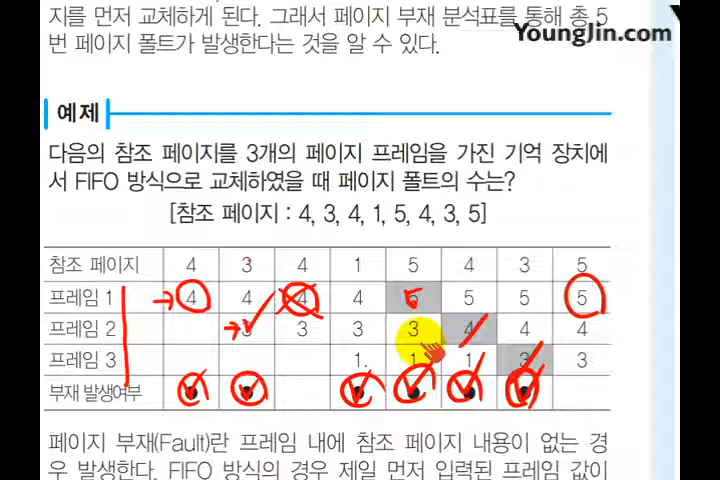 지를 먼저 교체하게 된다. 그래서 페이지 부재 분석표를 통해 총 5
번 페이지 폴트가 발생한다는 것을 알 수 있다.
YoungJin.com
예제
다음의 참조 페이지를 3개의 페이지 프레임을 가진 기억 장치에
서 FIFO 방식으로 교체하였을 때 페이지 폴트의 수는?
[참조 페이지 : 4, 3, 4, 1, 5, 4, 3, 5]
참조 페이지 4 3 4 1 5 4 3 5
프레임 1 4 4 4 4 5 5 5 5
프레임 2 3 3 3 3 4 4 4
프레임 3 1 1 1 3 3
부재 발생여부 ● ● ● ● ● ●
페이지 부재(Fault)란 프레임 내에 참조 페이지 내용이 없는 경
우 발생한다. FIFO 방식의 경우 제일 먼저 입력된 프레임 값이